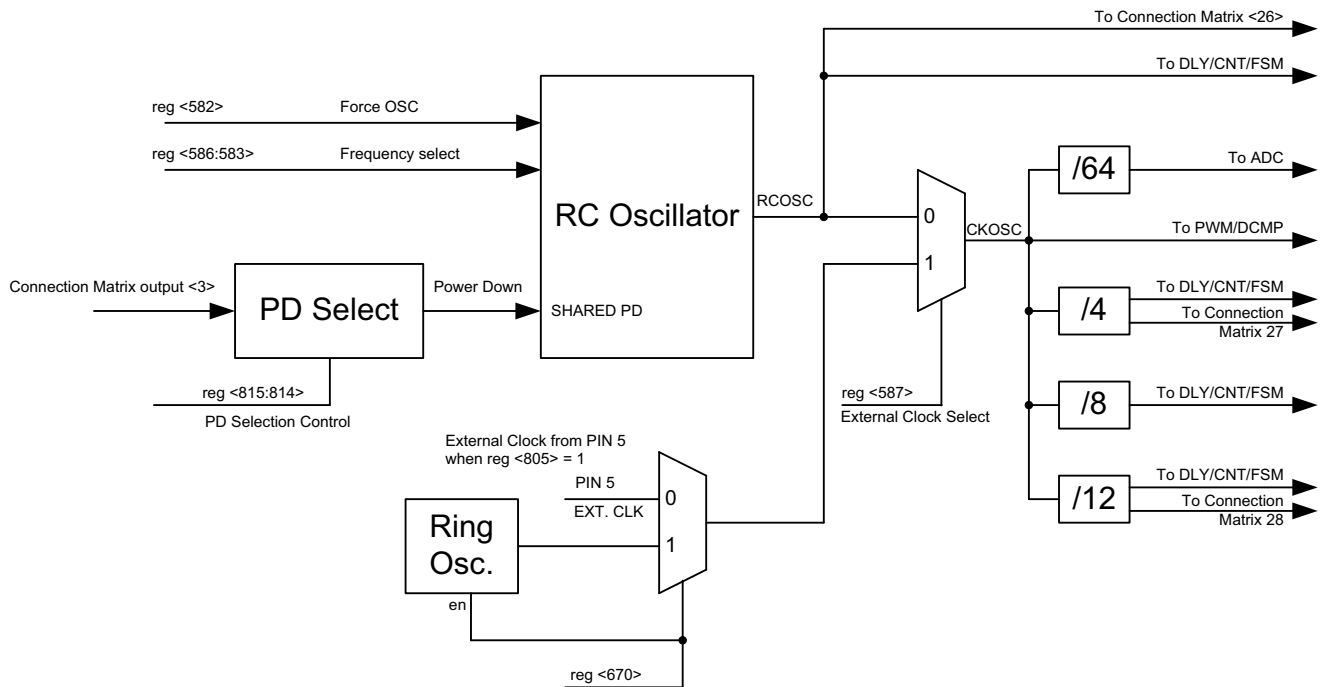 To Connection Matrix <26>
To DLY/CNT/FSM
reg <582> Force OSC
reg <586:583> Frequency select
RC Oscillator
RCOSC
SHARED PD
Connection Matrix output <3>
PD Select
Power Down
reg <815:814>
PD Selection Control
0
1
CKOSC
reg <587>
External Clock Select
/64
To ADC
To PWM/DCMP
/4
To DLY/CNT/FSM
To Connection
Matrix 27
/8
To DLY/CNT/FSM
/12
To DLY/CNT/FSM
To Connection
Matrix 28
External Clock from PIN 5
when reg <805> = 1
PIN 5
EXT. CLK
0
1
Ring
Osc.
en
reg <670>